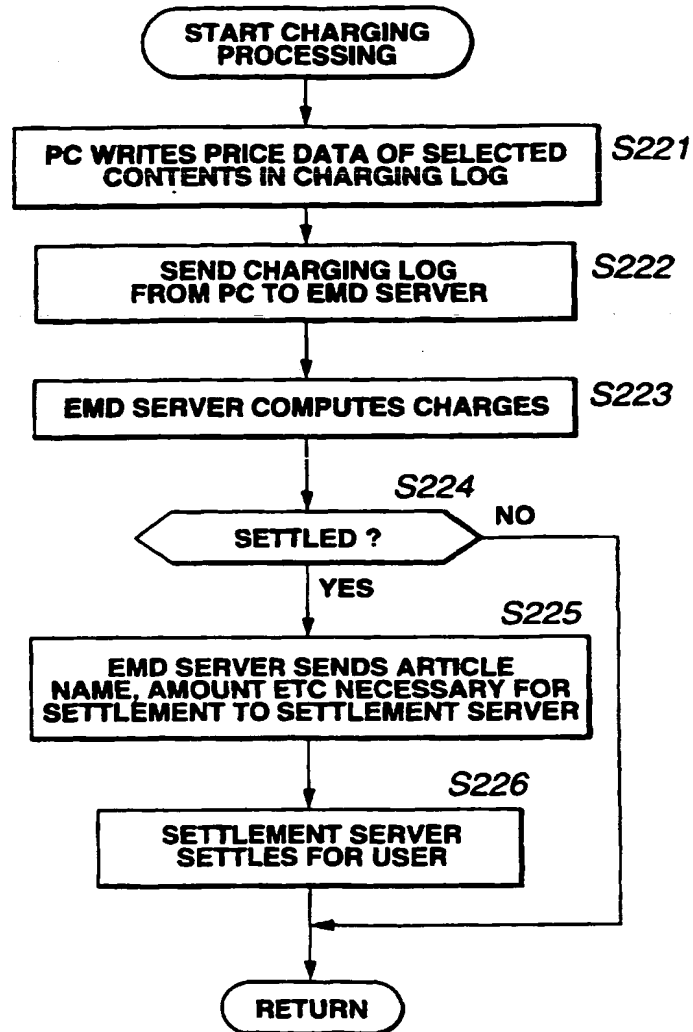 START CHARGING
PROCESSING
PC WRITES PRICE DATA OF SELECTED
CONTENTS IN CHARGING LOG
S221
SEND CHARGING LOG
FROM PC TO EMD SERVER
S222
EMD SERVER COMPUTES CHARGES
S223
S224
SETTLED ?
NO
YES
S225
EMD SERVER SENDS ARTICLE
NAME, AMOUNT ETC NECESSARY FOR
SETTLEMENT TO SETTLEMENT SERVER
S226
SETTLEMENT SERVER
SETTLES FOR USER
RETURN